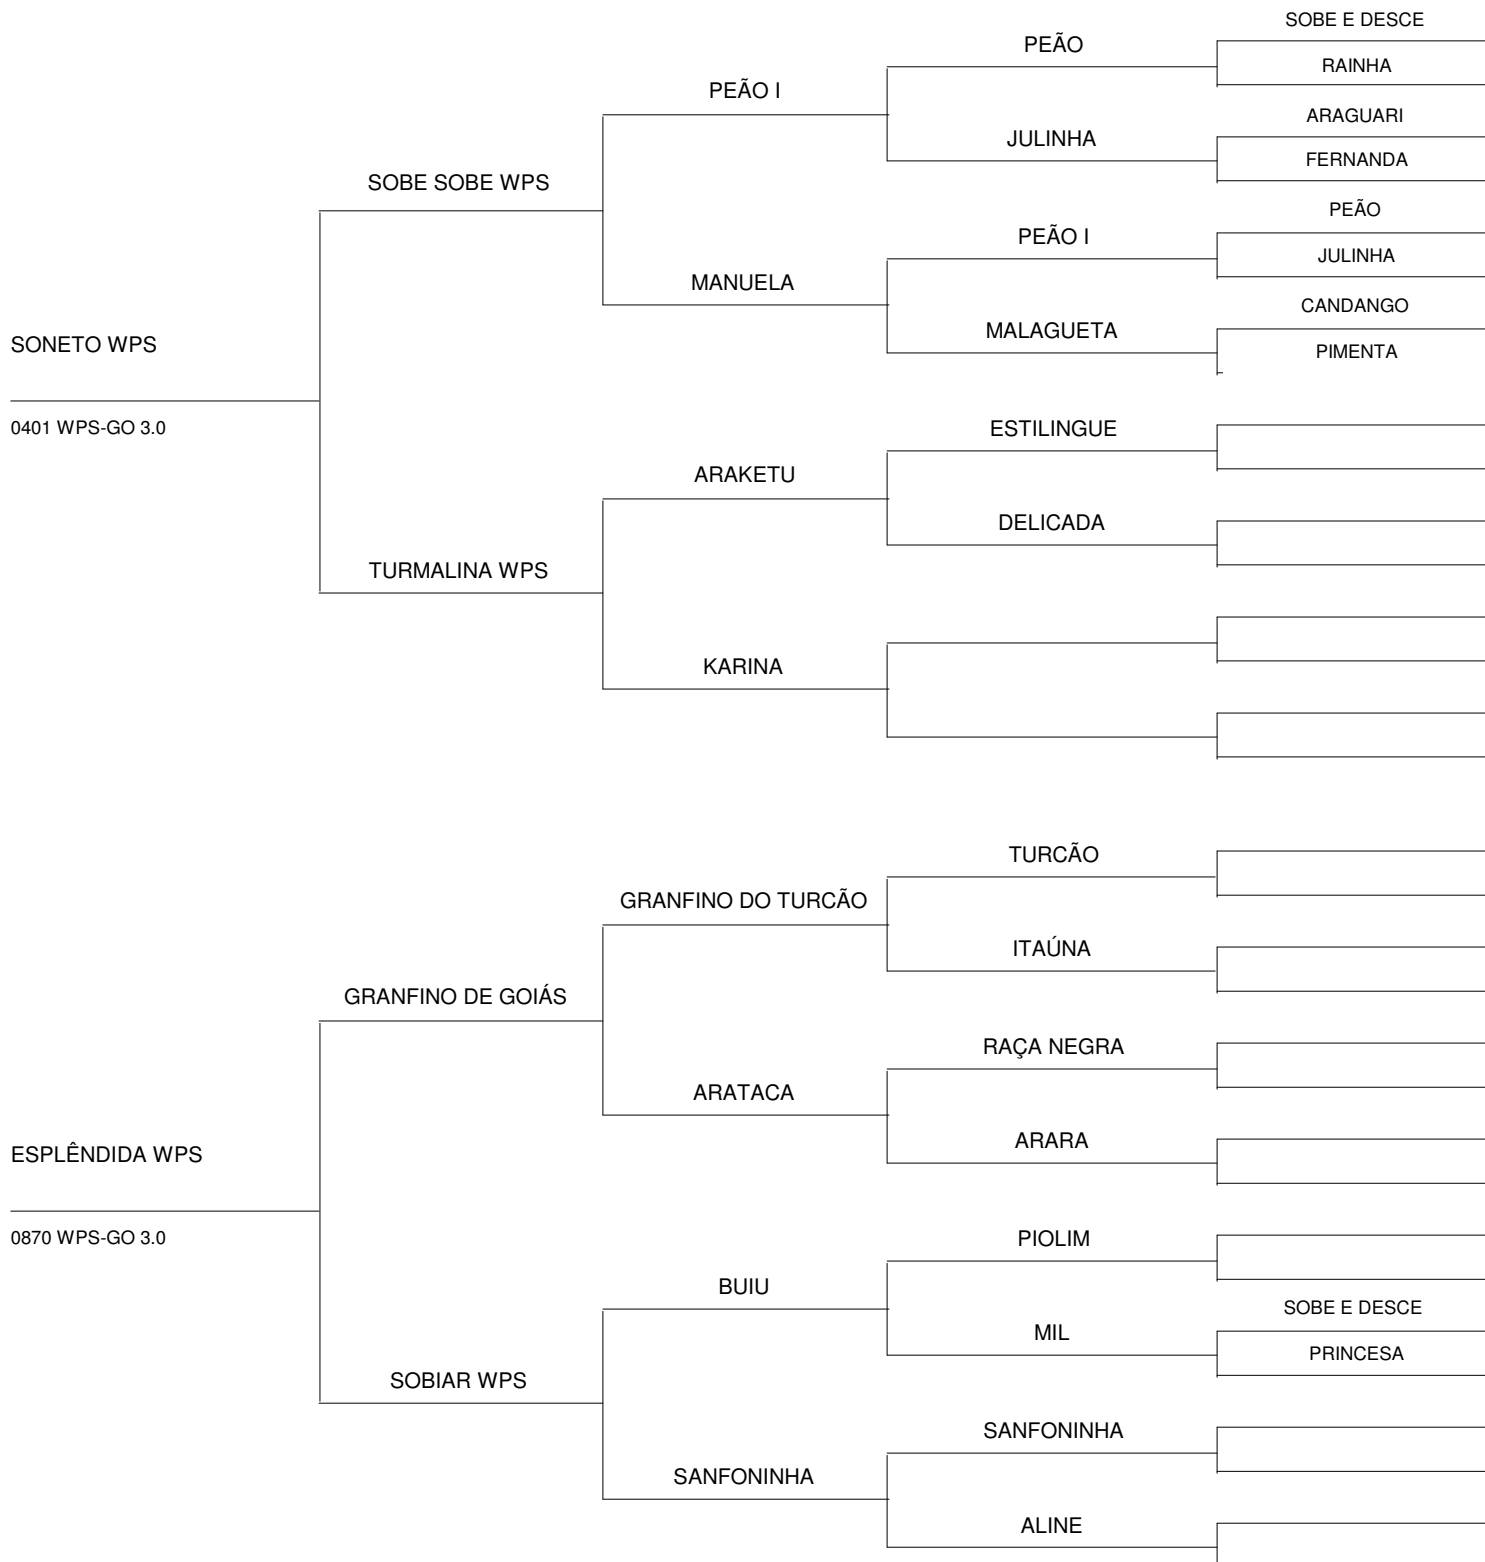 SOBE E DESCE
PEÃO
RAINHA
PEÃO I
ARAGUARI
JULINHA
FERNANDA
SOBE SOBE WPS
PEÃO
PEÃO I
JULINHA
MANUELA
CANDANGO
MALAGUETA
SONETO WPS
PIMENTA
0401 WPS-GO 3.0
ESTILINGUE
ARAKETU
DELICADA
TURMALINA WPS
KARINA
TURCÃO
GRANFINO DO TURCÃO
ITAÚNA
GRANFINO DE GOIÁS
RAÇA NEGRA
ARATACA
ARARA
ESPLÊNDIDA WPS
0870 WPS-GO 3.0
PIOLIM
BUIU
SOBE E DESCE
MIL
PRINCESA
SOBIAR WPS
SANFONINHA
SANFONINHA
ALINE